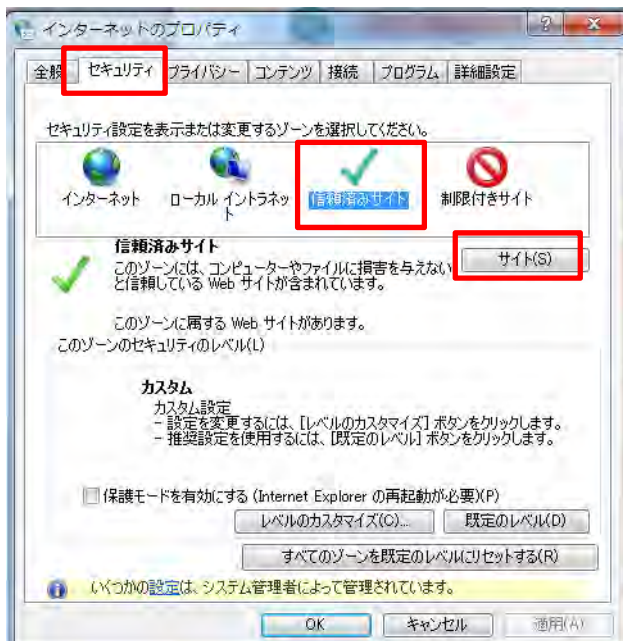 インターネットのプロパティ
全般 セキュリティ プライバシー コンテンツ 接続 プログラム 詳細設定
セキュリティ設定を表示または変更するゾーンを選択してください。
インターネット ローカル イントラネット 信頼済みサイト 制限付きサイト
信頼済みサイト
サイト(S)
このゾーンには、コンピューターやファイルに損害を与えない
と信頼している Web サイトが含まれています。
このゾーンに属する Web サイトがあります。
このゾーンのセキュリティのレベル(L)
カスタム
カスタム設定
- 設定を変更するには、[レベルのカスタマイズ] ボタンをクリックします。
- 推奨設定を使用するには、[既定のレベル] ボタンをクリックします。
保護モードを有効にする (Internet Explorer の再起動が必要)(P)
レベルのカスタマイズ(C)... 既定のレベル(D)
すべてのゾーンを既定のレベルにリセットする(R)
いくつかの設定は、システム管理者によって管理されています。
OK キャンセル 適用(A)